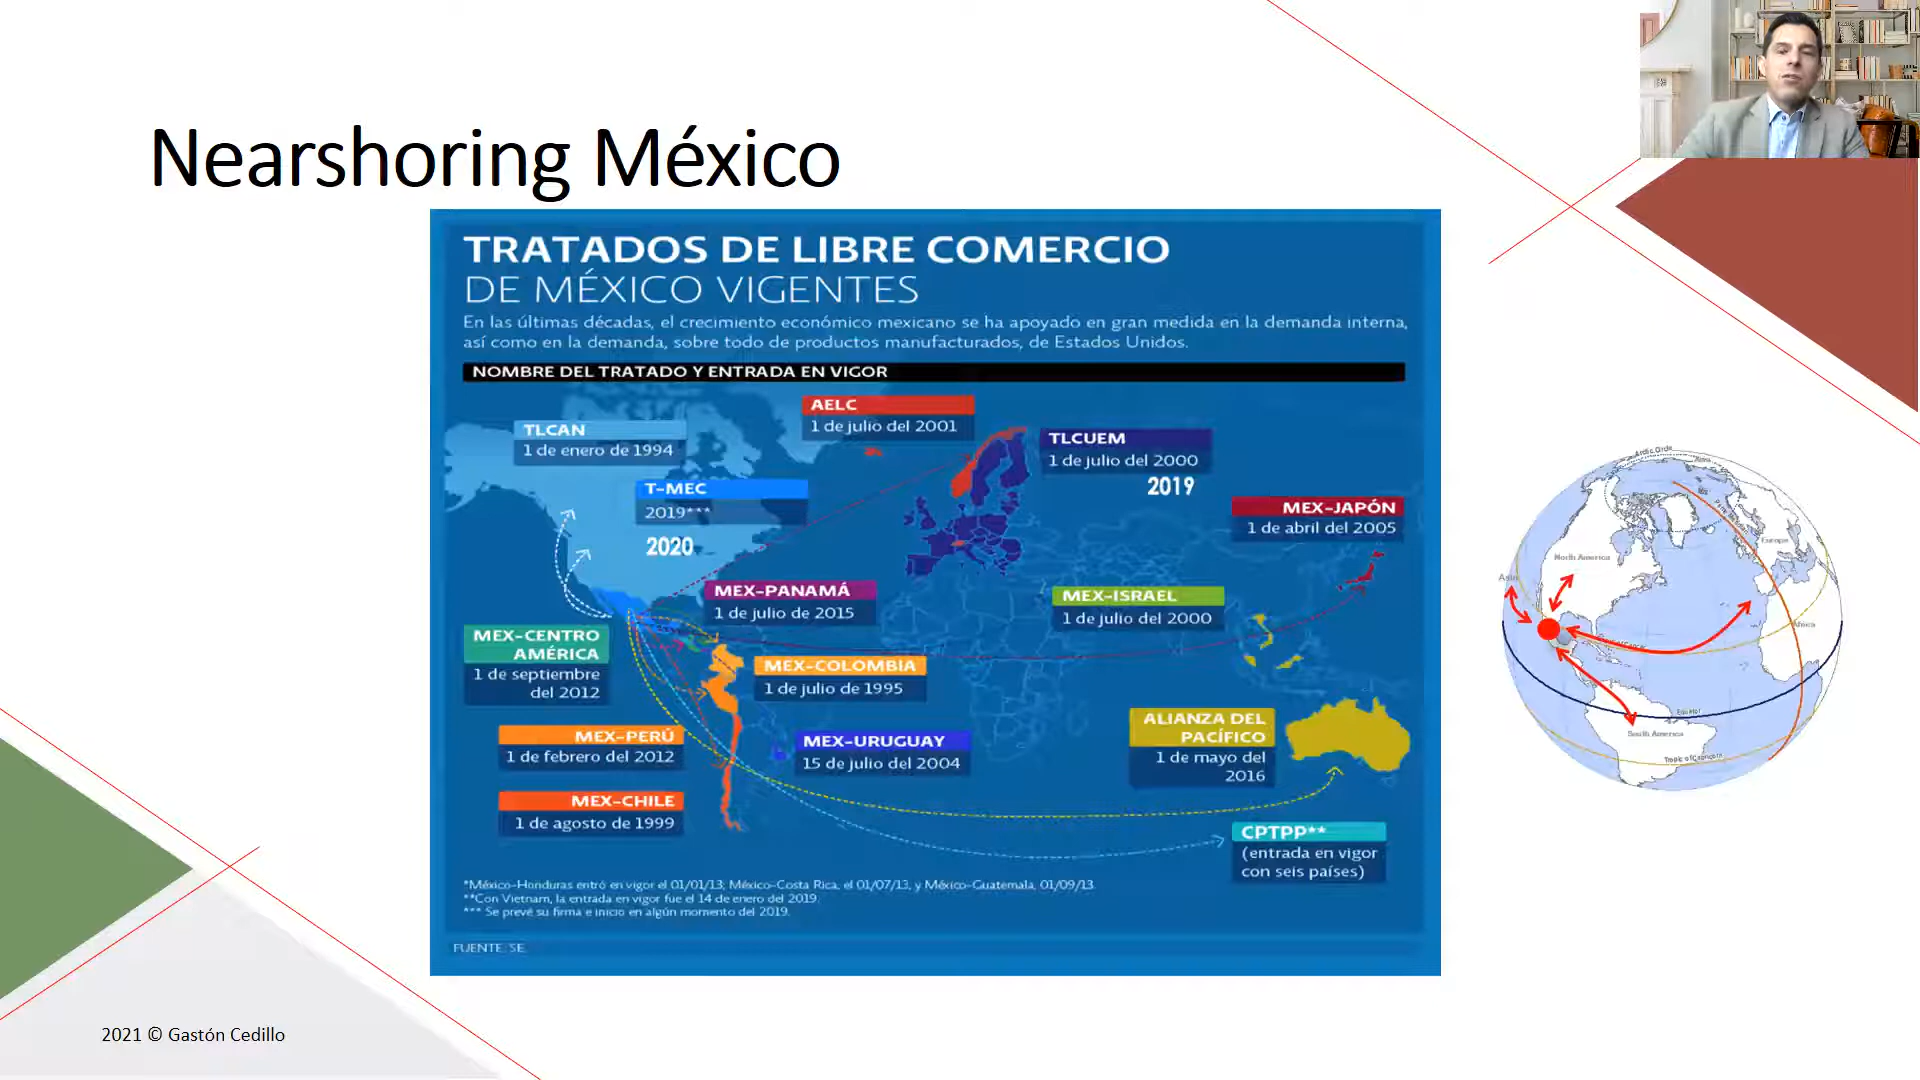 Nearshoring México
TRATADOS DE LIBRE COMERCIO
DE MÉXICO VIGENTES
En las últimas décadas, el crecimiento económico mexicano se ha apoyado en gran medida en la demanda interna,
así como en la demanda, sobre todo de productos manufacturados, de Estados Unidos.
NOMBRE DEL TRATADO Y ENTRADA EN VIGOR
AELC
1 de julio del 2001
TLCAN
1 de enero de 1994
TLCUEM
1 de julio del 2000
2019
T-MEC
2019***
2020
MEX-JAPÓN
1 de abril del 2005
MEX-PANAMÁ
1 de julio de 2015
MEX-ISRAEL
1 de julio del 2000
MEX-CENTRO
AMÉRICA
1 de septiembre
del 2012
MEX-COLOMBIA
1 de julio de 1995
MEX-PERÚ
1 de febrero del 2012
MEX-URUGUAY
15 de julio del 2004
ALIANZA DEL
PACÍFICO
1 de mayo del
2016
MEX-CHILE
1 de agosto de 1999
CPTPP**
(entrada en vigor
con seis países)
*México-Honduras entró en vigor el 01/01/13; México-Costa Rica, el 01/07/13, y México-Guatemala, 01/09/13.
**Con Vietnam, la entrada en vigor fue el 14 de enero del 2019.
*** Se prevé su firma e inicio en algún momento del 2019.
FUENTE: SE
Arctic Circle
North America
Europe
Asia
Africa
Equator
South America
Tropic of Capricorn
2021 © Gastón Cedillo